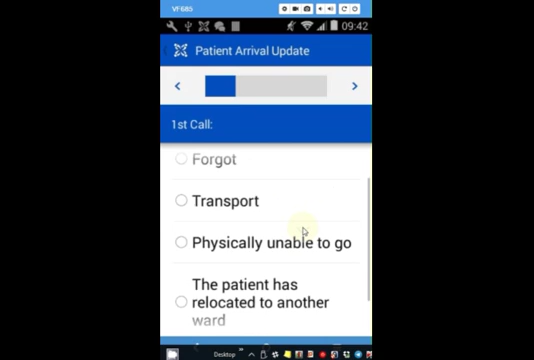 VF685
09:42
Patient Arrival Update
1st Call:
Forgot
Transport
Physically unable to go
The patient has
relocated to another
ward
Desktop